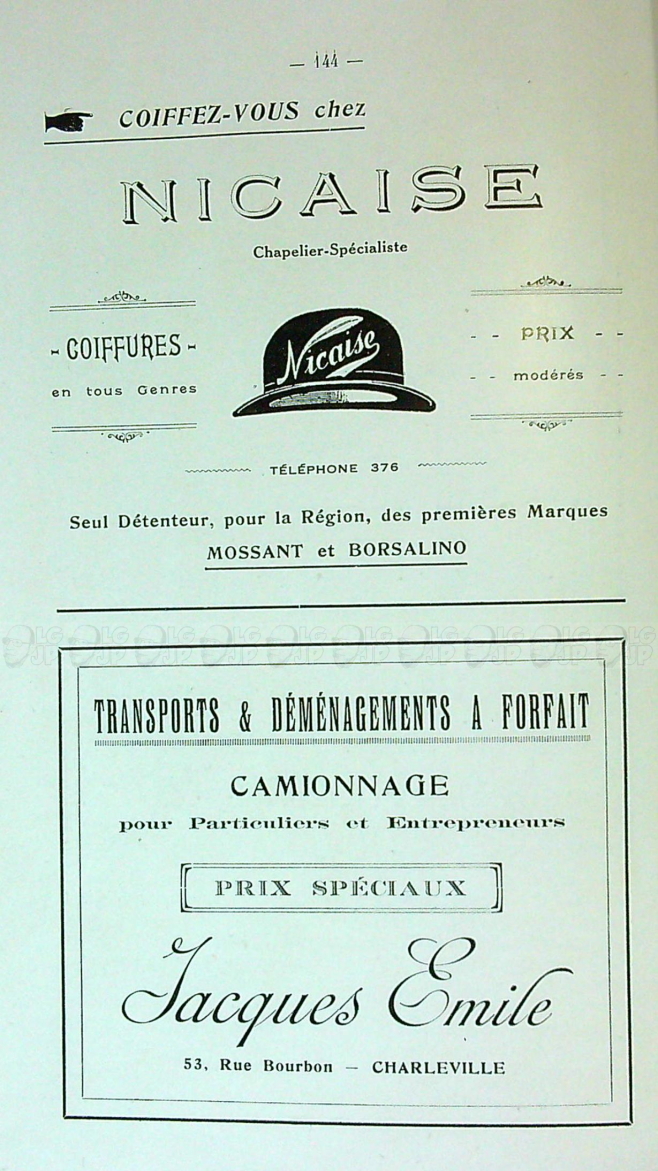 — 144 —
COIFFEZ-VOUS chez
NICAISE
Chapelier-Spécialiste
- COIFFURES -
en tous Genres
Nicaise
- - PRIX - -
- - modérés - -
TÉLÉPHONE 376
Seul Détenteur, pour la Région, des premières Marques
MOSSANT et BORSALINO
TRANSPORTS & DÉMÉNAGEMENTS A FORFAIT
CAMIONNAGE
pour Particuliers et Entrepreneurs
PRIX SPÉCIAUX
Jacques Emile
53, Rue Bourbon — CHARLEVILLE